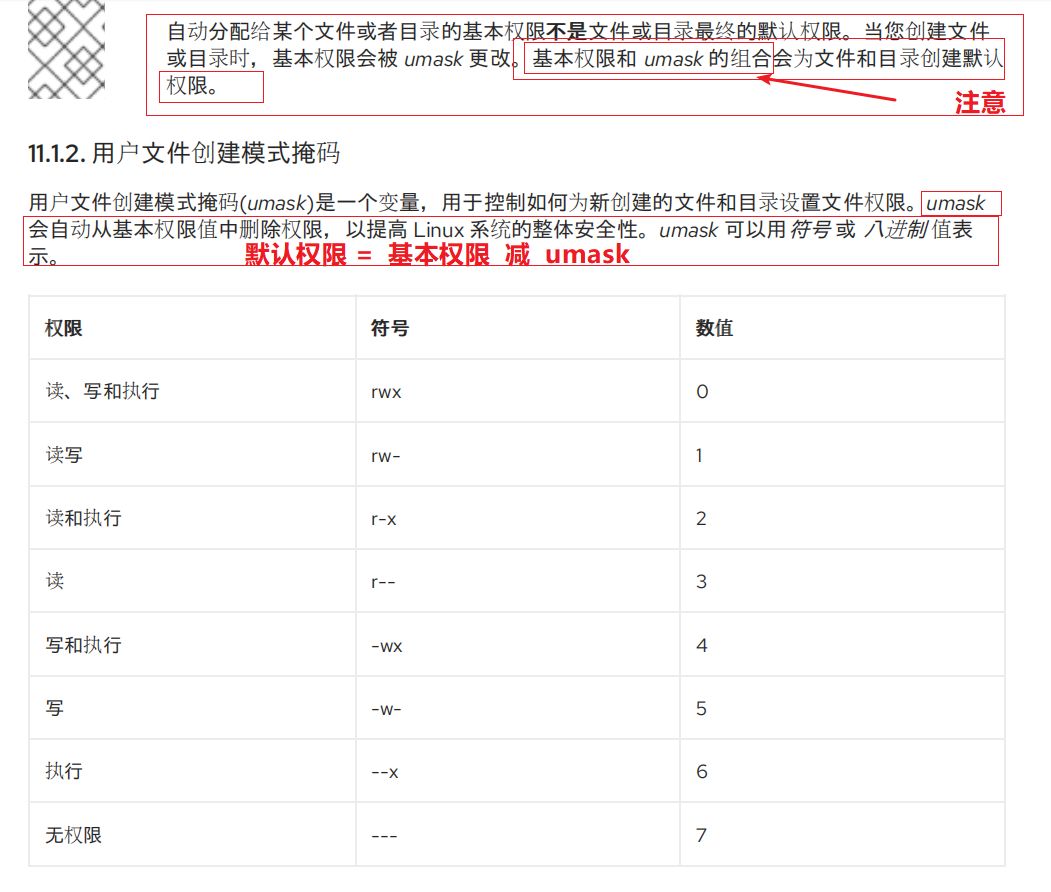 自动分配给某个文件或者目录的基本权限不是文件或目录最终的默认权限。当您创建文件
或目录时，基本权限会被 umask 更改。基本权限和 umask 的组合会为文件和目录创建默认
权限。
注意
11.1.2. 用户文件创建模式掩码
用户文件创建模式掩码(umask)是一个变量，用于控制如何为新创建的文件和目录设置文件权限。umask
会自动从基本权限值中删除权限，以提高 Linux 系统的整体安全性。umask 可以用 符号 或 八进制 值表
示。
默认权限 = 基本权限 减 umask
权限 符号 数值
读、写和执行 rwx 0
读写 rw- 1
读和执行 r-x 2
读 r-- 3
写和执行 -wx 4
写 -w- 5
执行 --x 6
无权限 --- 7